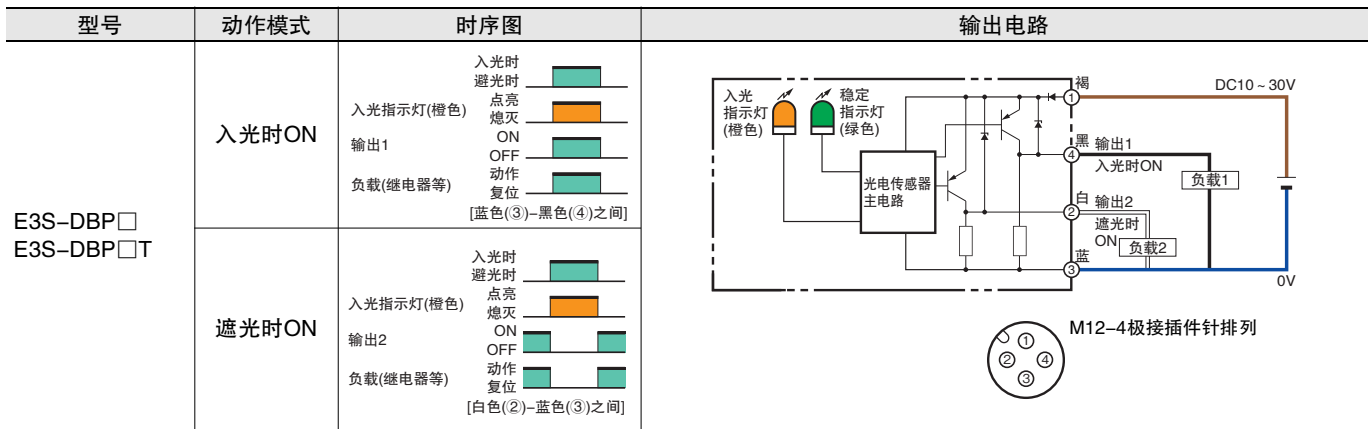 型号 动作模式 时序图 输出电路
E3S–DBP□
E3S–DBP□T
入光时ON
入光时
避光时
入光指示灯(橙色)
点亮
熄灭
输出1
ON
OFF
负载(继电器等)
动作
复位
[蓝色(③)–黑色(④)之间]
遮光时ON
入光时
避光时
入光指示灯(橙色)
点亮
熄灭
输出2
ON
OFF
负载(继电器等)
动作
复位
[白色(②)–蓝色(③)之间]
入光
指示灯
(橙色)
稳定
指示灯
(绿色)
光电传感器
主电路
褐
①
DC10 ~ 30V
黑
④
输出1
入光时ON
负载1
白
②
输出2
遮光时
ON
负载2
蓝
③
0V
M12–4极接插件针排列
①
② ④
③